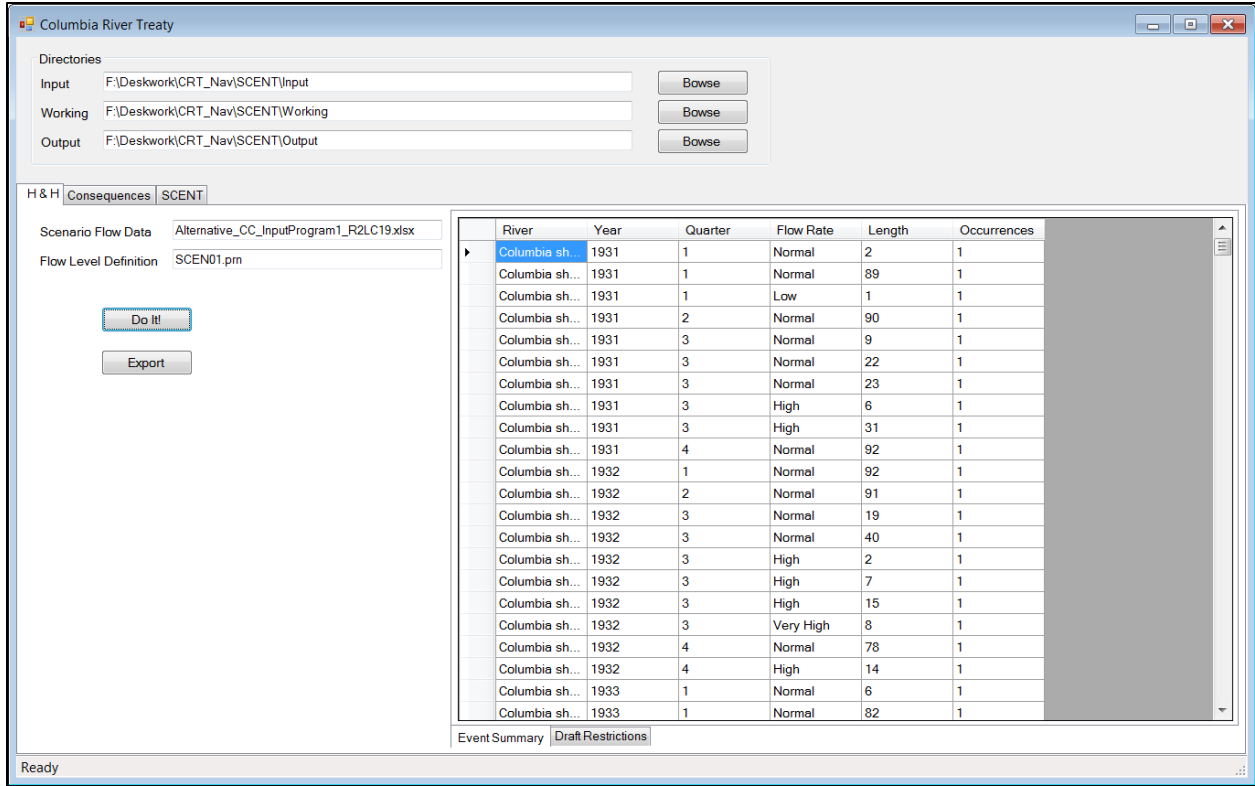 Columbia River Treaty
Directories
Input F:\Deskwork\CRT_Nav\SCENT\Input Bowse
Working F:\Deskwork\CRT_Nav\SCENT\Working Bowse
Output F:\Deskwork\CRT_Nav\SCENT\Output Bowse
H & H Consequences SCENT
Scenario Flow Data Alternative_CC_InputProgram1_R2LC19.xlsx
Flow Level Definition SCEN01.prn
Do It!
Export
River Year Quarter Flow Rate Length Occurrences
Columbia sh... 1931 1 Normal 2 1
Columbia sh... 1931 1 Normal 89 1
Columbia sh... 1931 1 Low 1 1
Columbia sh... 1931 2 Normal 90 1
Columbia sh... 1931 3 Normal 9 1
Columbia sh... 1931 3 Normal 22 1
Columbia sh... 1931 3 Normal 23 1
Columbia sh... 1931 3 High 6 1
Columbia sh... 1931 3 High 31 1
Columbia sh... 1931 4 Normal 92 1
Columbia sh... 1932 1 Normal 92 1
Columbia sh... 1932 2 Normal 91 1
Columbia sh... 1932 3 Normal 19 1
Columbia sh... 1932 3 Normal 40 1
Columbia sh... 1932 3 High 2 1
Columbia sh... 1932 3 High 7 1
Columbia sh... 1932 3 High 15 1
Columbia sh... 1932 3 Very High 8 1
Columbia sh... 1932 4 Normal 78 1
Columbia sh... 1932 4 High 14 1
Columbia sh... 1933 1 Normal 6 1
Columbia sh... 1933 1 Normal 82 1
Event Summary Draft Restrictions
Ready